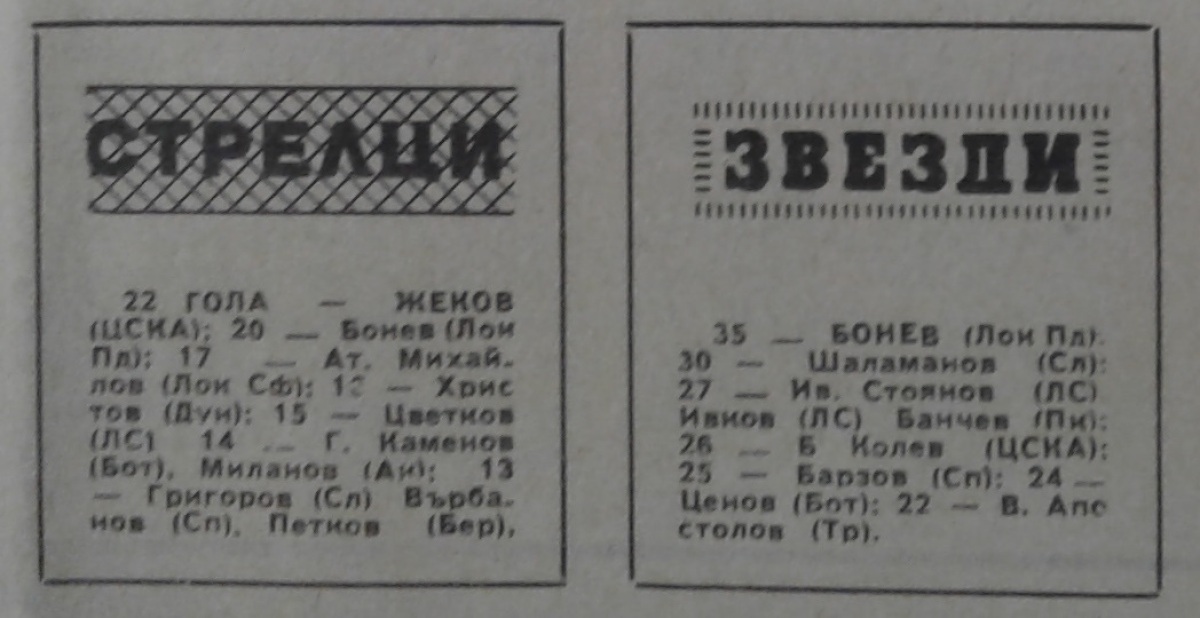 СТРЕЛЦИ
22 ГОЛА — ЖЕКОВ
(ЦСКА); 20 — Бонев (Лок
Пд); 17 — Ат. Михай-
лов (Лок Сф); — Хрис
тов (Дун); 15 — Цветков
(ЛС) 14 — Г. Каменов
(Бот), Миланов (Ак); 13
— Григоров (Сл) Върба-
нов (Сп), Петков (Бер),
ЗВЕЗДИ
35 — БОНЕВ (Лок Пд).
30 — Шаламанов (Сл);
27 — Ив. Стоянов (ЛС)
Ивков (ЛС) Банчев (Пи);
26 — Б Колев (ЦСКА);
25 — Барзов (Сп); 24 —
Ценов (Бот); 22 — В. Апо
столов (Тр).